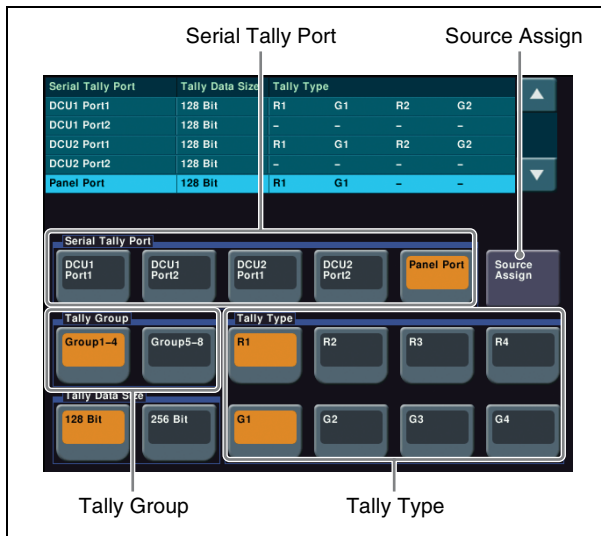 Serial Tally Port Source Assign
Serial Tally Port Tally Data Size Tally Type
DCU1 Port1 128 Bit R1 G1 R2 G2
DCU1 Port2 128 Bit – – – –
DCU2 Port1 128 Bit R1 G1 R2 G2
DCU2 Port2 128 Bit – – – –
Panel Port 128 Bit R1 G1 – –
Serial Tally Port
DCU1 Port1 DCU1 Port2 DCU2 Port1 DCU2 Port2 Panel Port Source Assign
Tally Group Tally Type
Group1–4 Group5–8 R1 R2 R3 R4
Tally Data Size
128 Bit 256 Bit G1 G2 G3 G4
Tally Group Tally Type